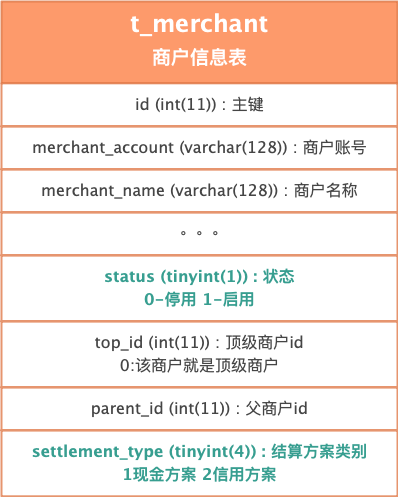 t_merchant
商户信息表
id (int(11)) : 主键
merchant_account (varchar(128)) : 商户账号
merchant_name (varchar(128)) : 商户名称
。。。
status (tinyint(1)) : 状态
0-停用 1-启用
top_id (int(11)) : 顶级商户id
0:该商户就是顶级商户
parent_id (int(11)) : 父商户id
settlement_type (tinyint(4)) : 结算方案类别
1现金方案 2信用方案